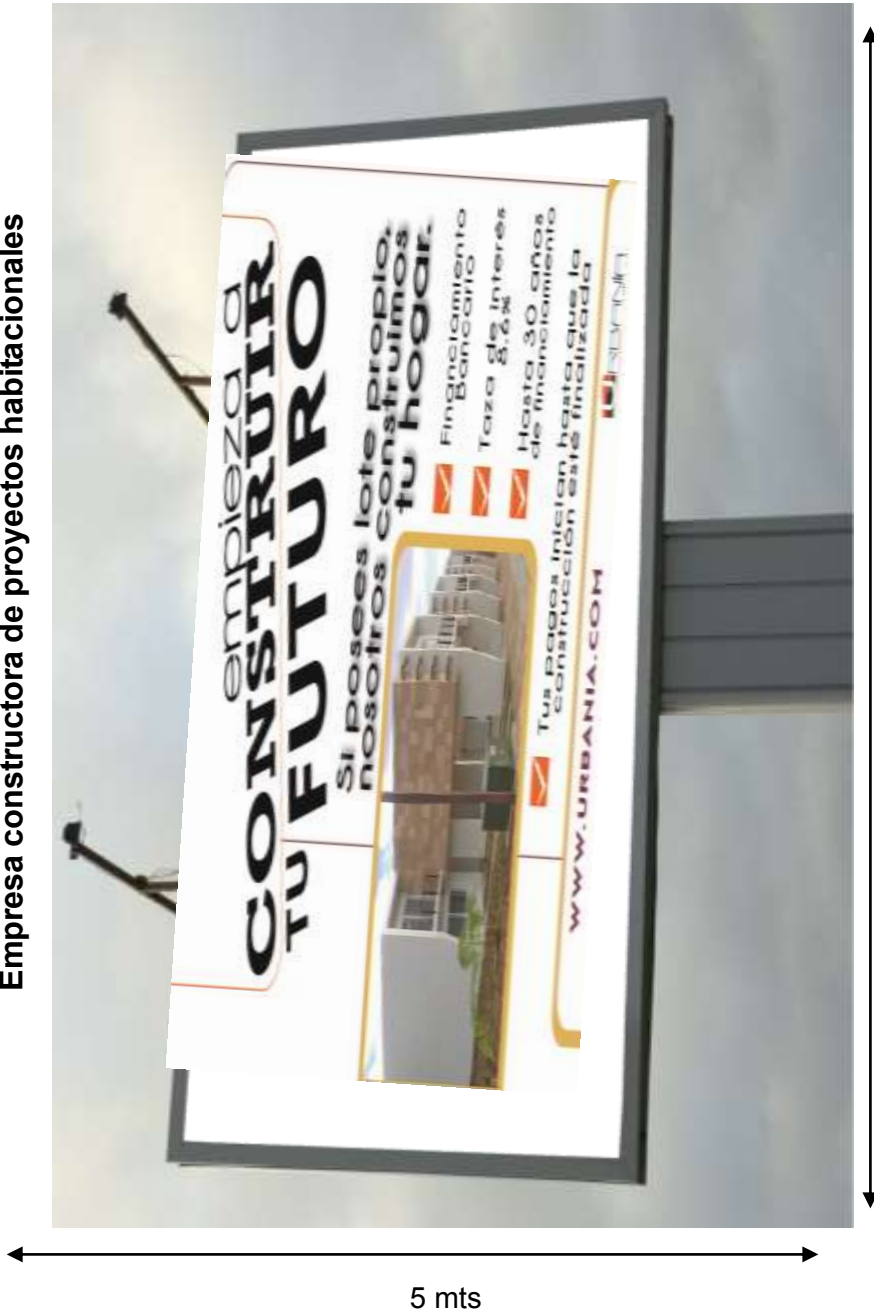 Empresa constructora de proyectos habitacionales
empieza a
CONSTRUIR
TU FUTURO
Si posees lote propio,
nosotros construimos
tu hogar.
Financiamiento
Bancario
Taza de interés
8.6%
Hasta 30 años
de financiamiento
Tus pagos inician hasta que la
construcción esté finalizada
WWW.URBANIA.COM
URBANIA
5 mts